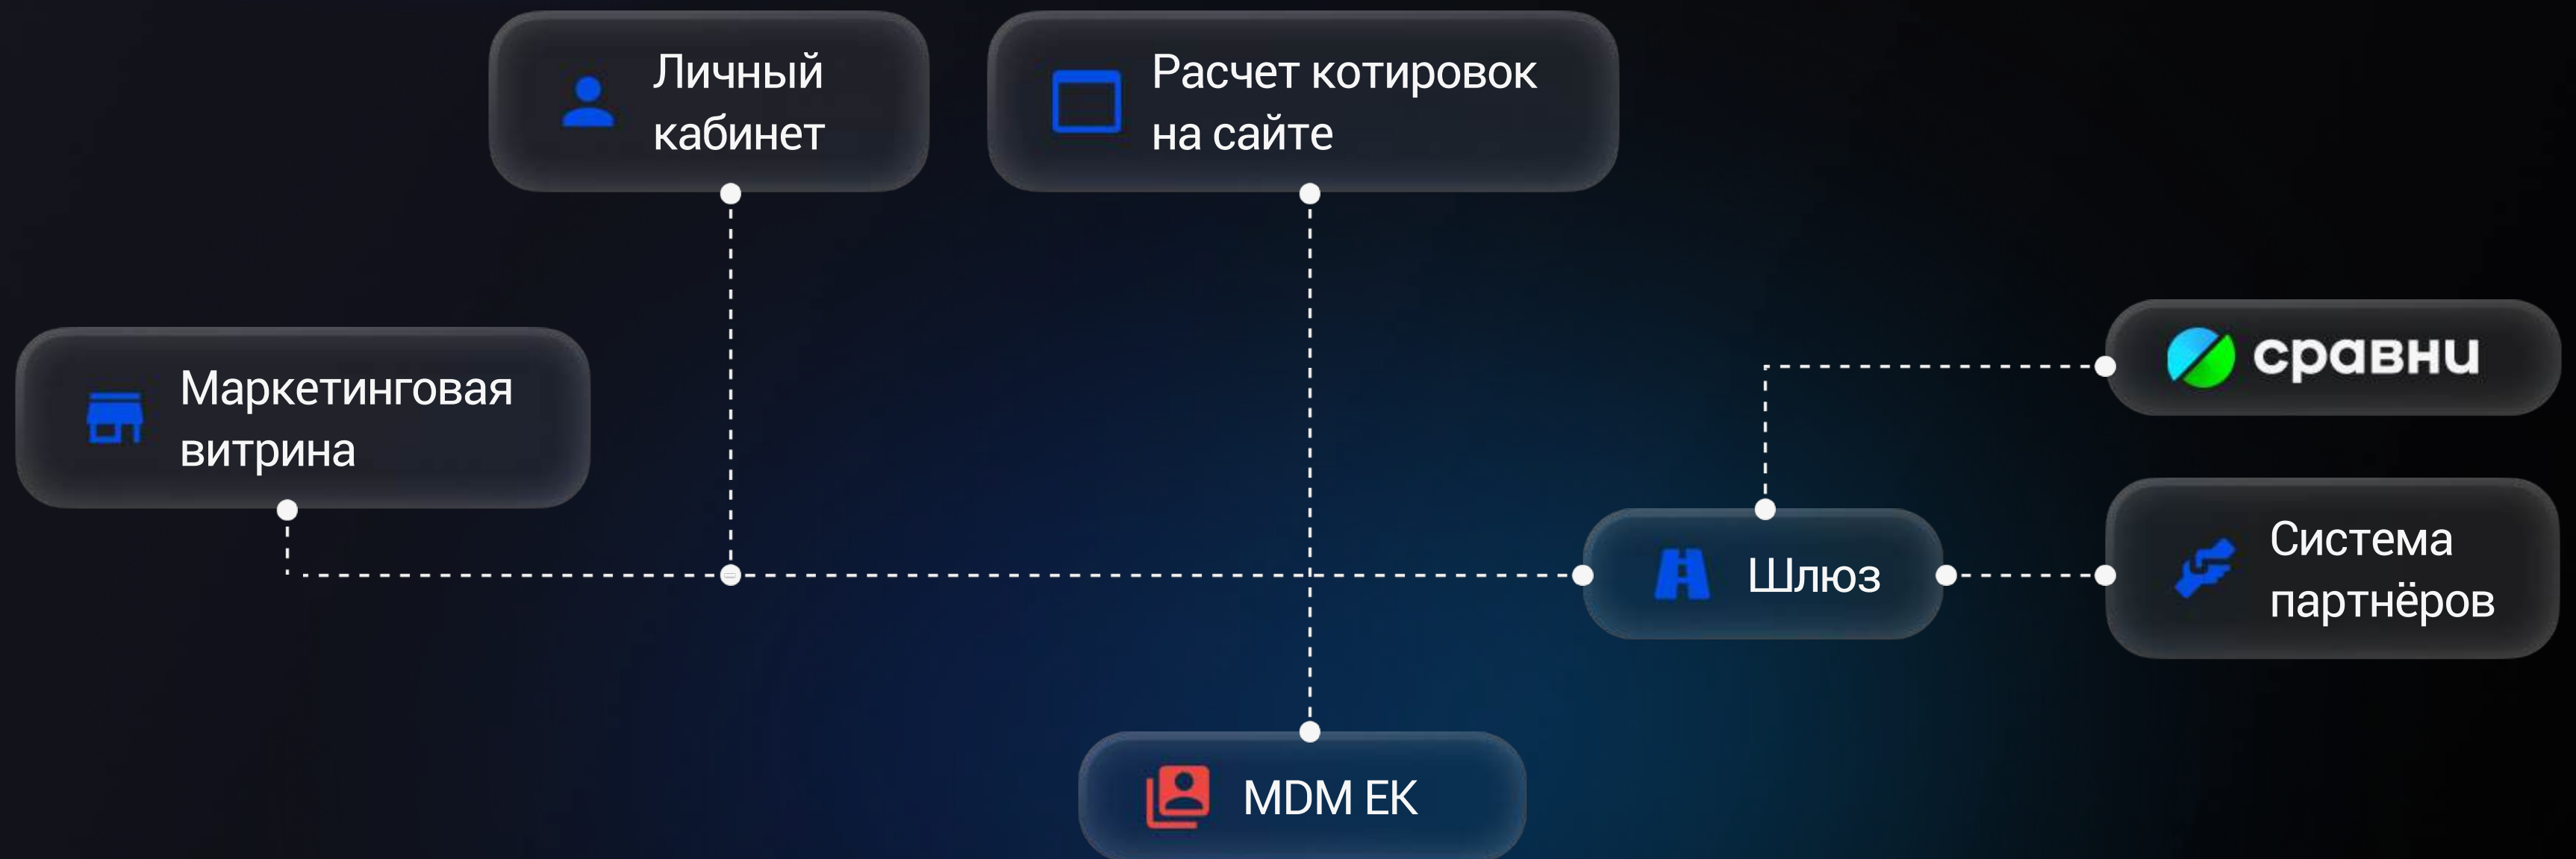 Личный
кабинет
Расчет котировок
на сайте
Маркетинговая
витрина
сравни
Шлюз
Система
партнёров
MDM ЕК